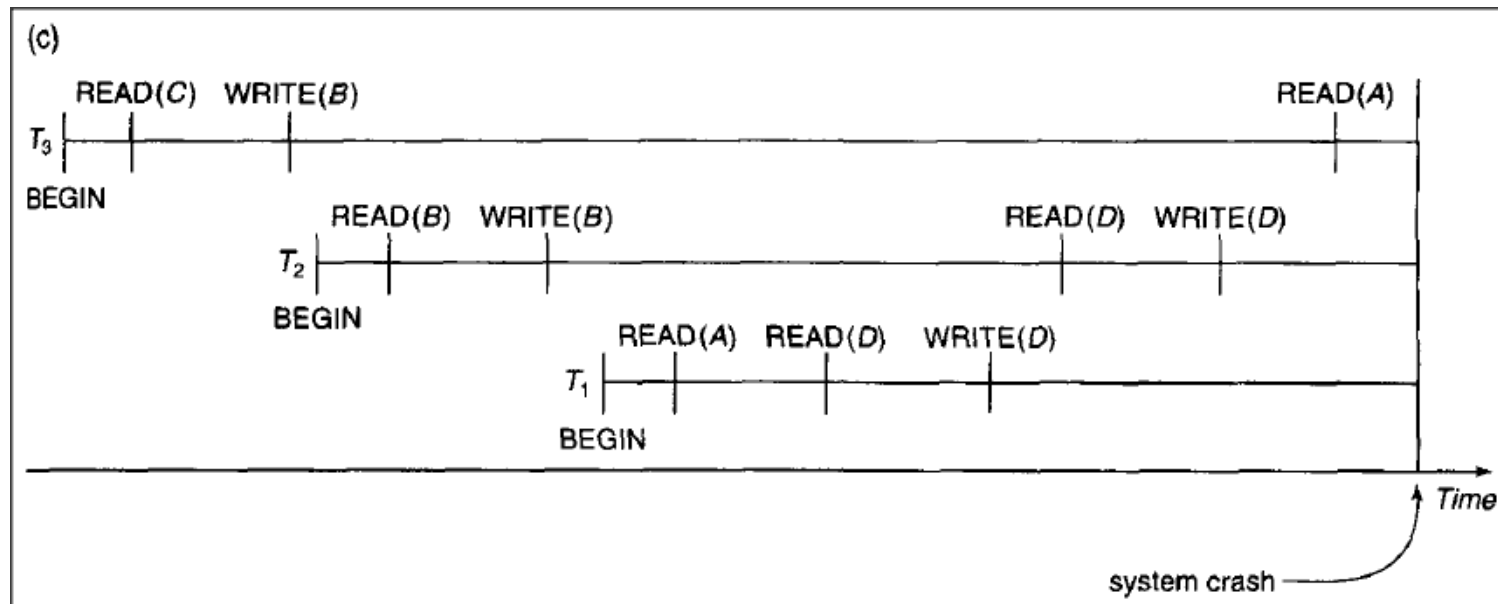 (c)
READ(C) WRITE(B) READ(A)
T3
BEGIN
READ(B) WRITE(B) READ(D) WRITE(D)
T2
BEGIN
READ(A) READ(D) WRITE(D)
T1
BEGIN
Time
system crash